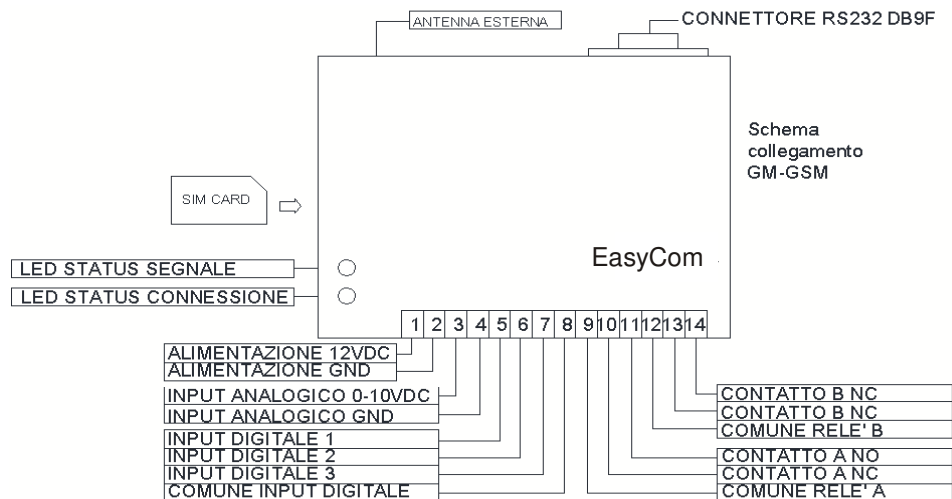 ANTENNA ESTERNA
CONNETTORE RS232 DB9F
Schema
collegamento
GM-GSM
SIM CARD
EasyCom
LED STATUS SEGNALE
LED STATUS CONNESSIONE
1 2 3 4 5 6 7 8 9 10 11 12 13 14
ALIMENTAZIONE 12VDC
ALIMENTAZIONE GND
INPUT ANALOGICO 0-10VDC
INPUT ANALOGICO GND
INPUT DIGITALE 1
INPUT DIGITALE 2
INPUT DIGITALE 3
COMUNE INPUT DIGITALE
CONTATTO B NC
CONTATTO B NC
COMUNE RELE' B
CONTATTO A NO
CONTATTO A NC
COMUNE RELE' A